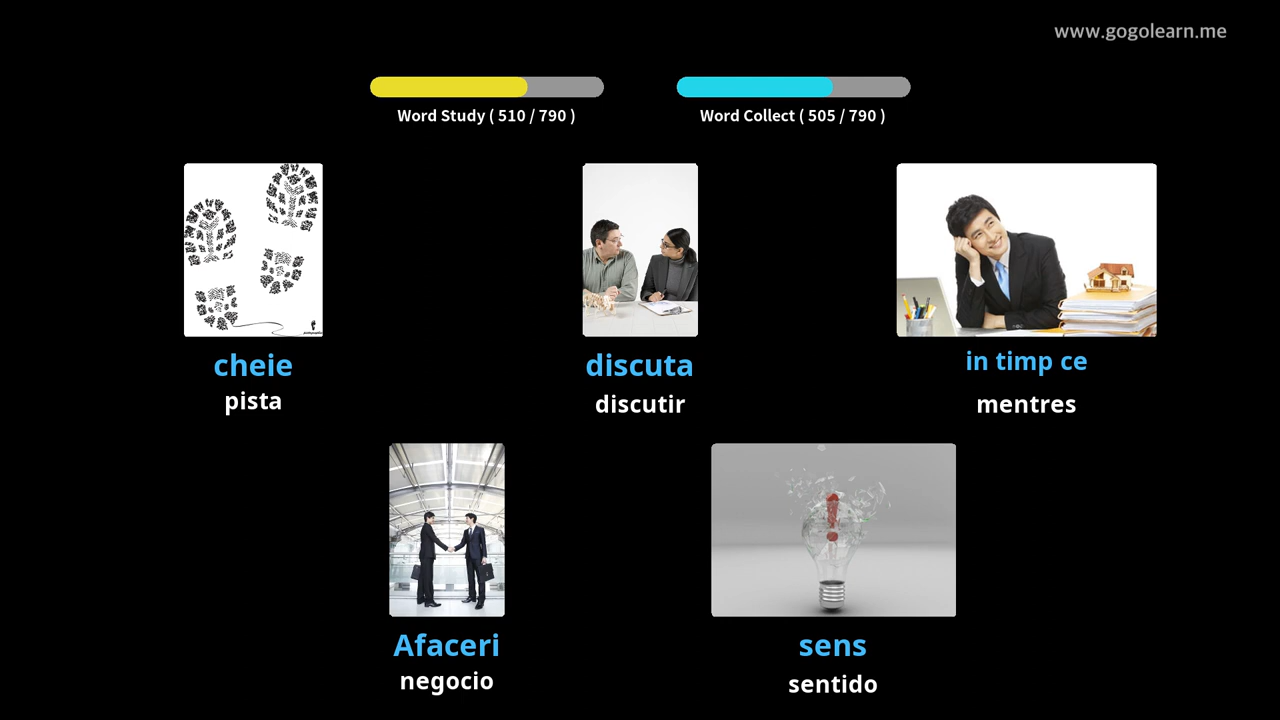 www.gogolearn.me
Word Study ( 510 / 790 )
Word Collect ( 505 / 790 )
cheie
pista
discuta
discutir
in timp ce
mentres
Afaceri
negocio
sens
sentido